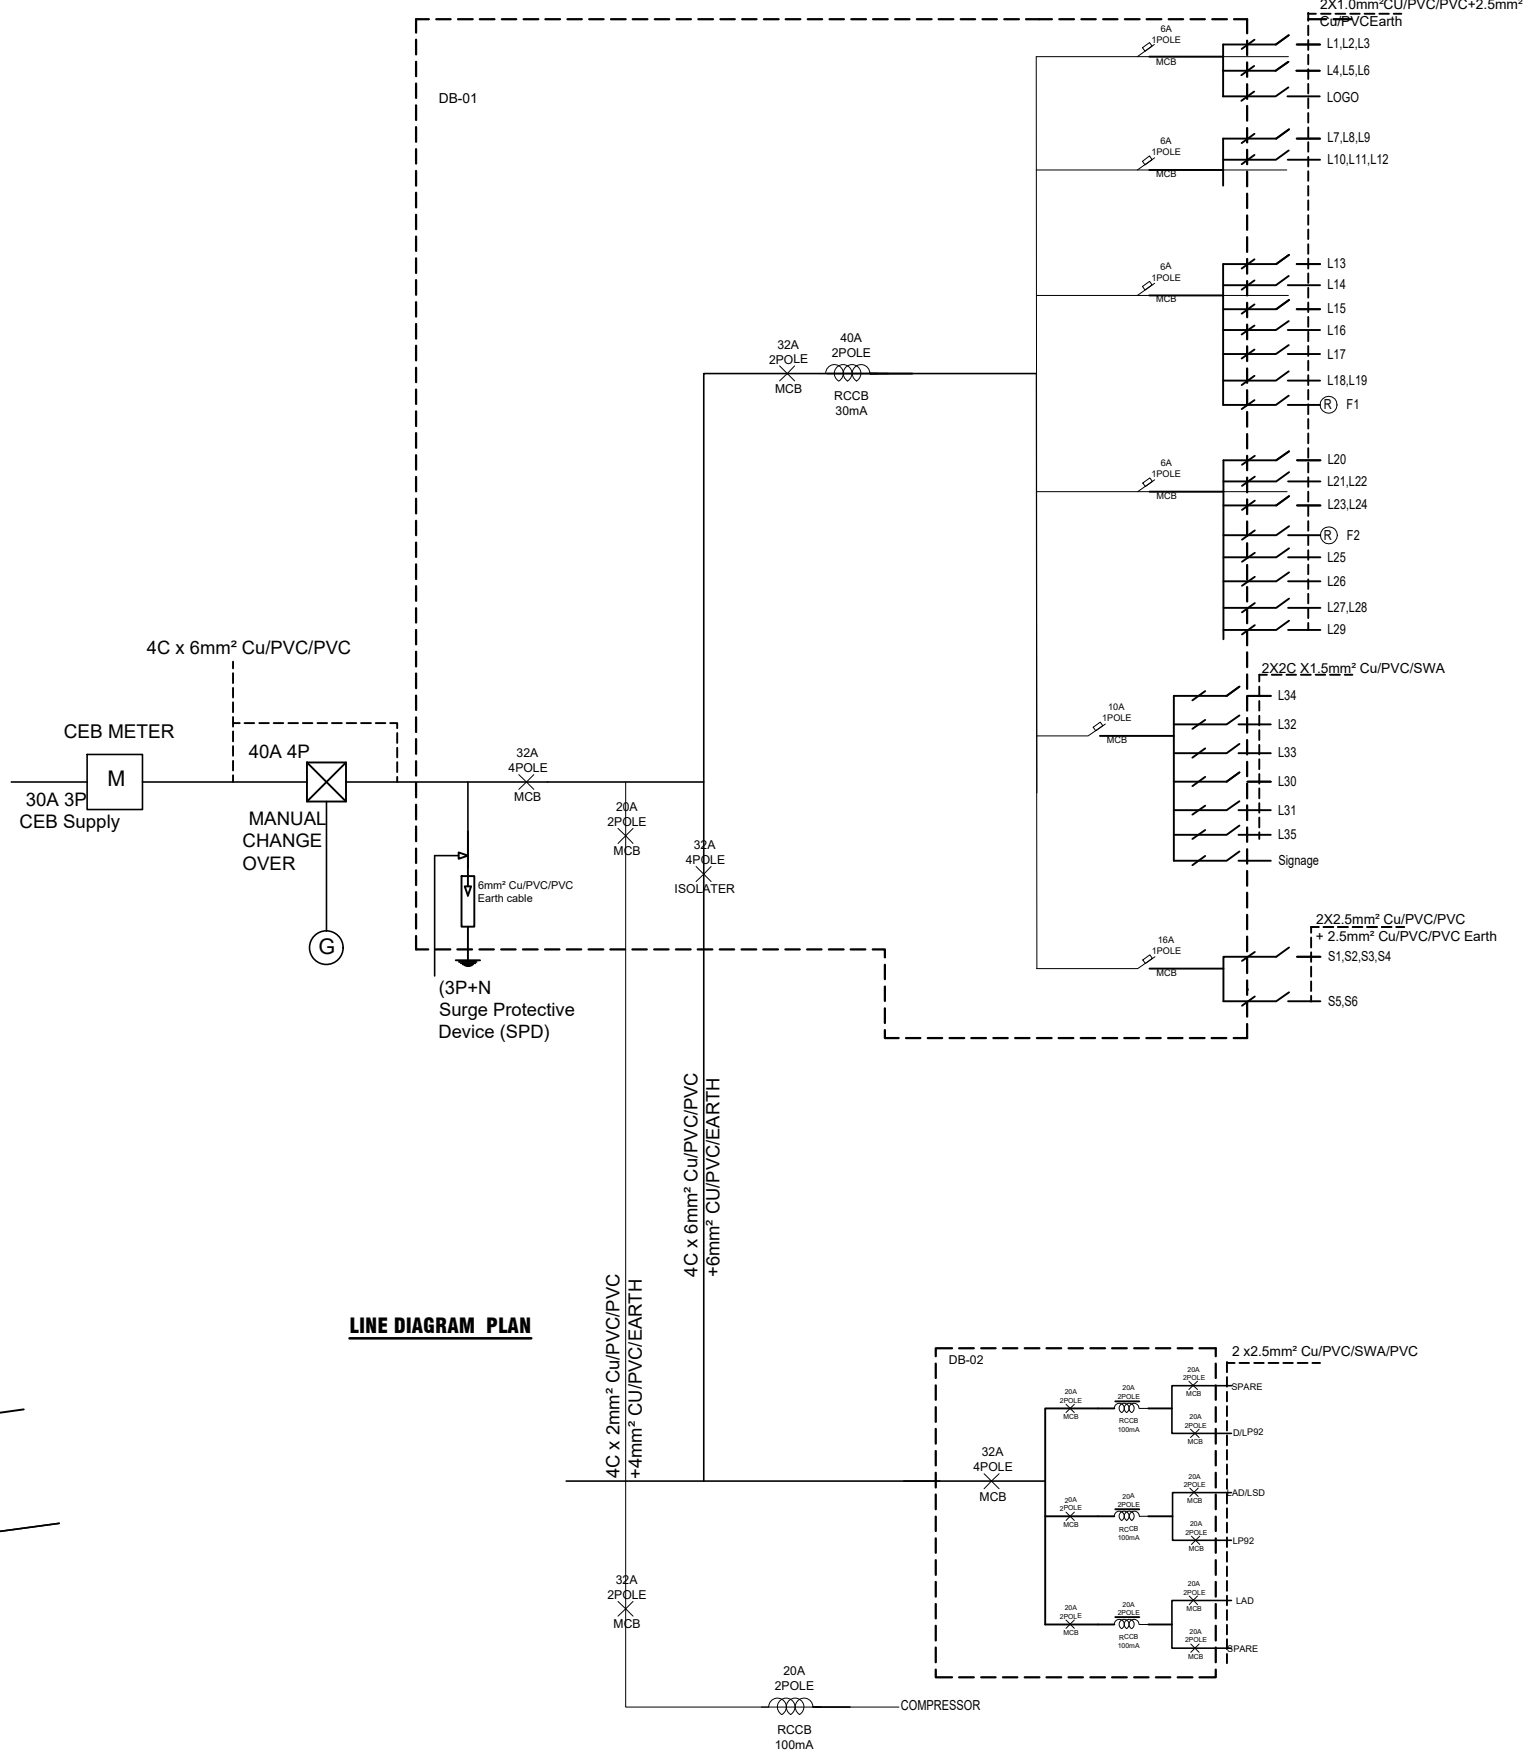 2X1.0mm²CU/PVC/PVC+2.5mm²
Cu/PVCEarth
6A
1POLE
MCB
L1,L2,L3
L4,L5,L6
LOGO
DB-01
6A
1POLE
MCB
L7,L8,L9
L10,L11,L12
6A
1POLE
MCB
L13
L14
L15
L16
L17
L18,L19
R F1
32A
2POLE
MCB
40A
2POLE
RCCB
30mA
6A
1POLE
MCB
L20
L21,L22
L23,L24
R F2
L25
L26
L27,L28
L29
4C x 6mm² Cu/PVC/PVC
2X2C X1.5mm² Cu/PVC/SWA
10A
1POLE
MCB
L34
L32
L33
L30
L31
L35
Signage
CEB METER
M
30A 3P
CEB Supply
40A 4P
MANUAL
CHANGE
OVER
G
32A
4POLE
MCB
20A
2POLE
MCB
32A
4POLE
ISOLATER
6mm² Cu/PVC/PVC
Earth cable
(3P+N
Surge Protective
Device (SPD)
2X2.5mm² Cu/PVC/PVC
+ 2.5mm² Cu/PVC/PVC Earth
16A
1POLE
MCB
S1,S2,S3,S4
S5,S6
4C x 6mm² Cu/PVC/PVC
+6mm² CU/PVC/EARTH
4C x 2mm² Cu/PVC/PVC
+4mm² CU/PVC/EARTH
LINE DIAGRAM PLAN
DB-02
2 x2.5mm² Cu/PVC/SWA/PVC
32A
4POLE
MCB
20A
2POLE
MCB
20A
2POLE
RCCB
100mA
20A
2POLE
MCB
SPARE
20A
2POLE
MCB
D/LP92
20A
2POLE
MCB
20A
2POLE
RCCB
100mA
20A
2POLE
MCB
LAD/LSD
20A
2POLE
MCB
LP92
20A
2POLE
MCB
20A
2POLE
RCCB
100mA
20A
2POLE
MCB
LAD
20A
2POLE
MCB
SPARE
32A
2POLE
MCB
20A
2POLE
RCCB
100mA
COMPRESSOR